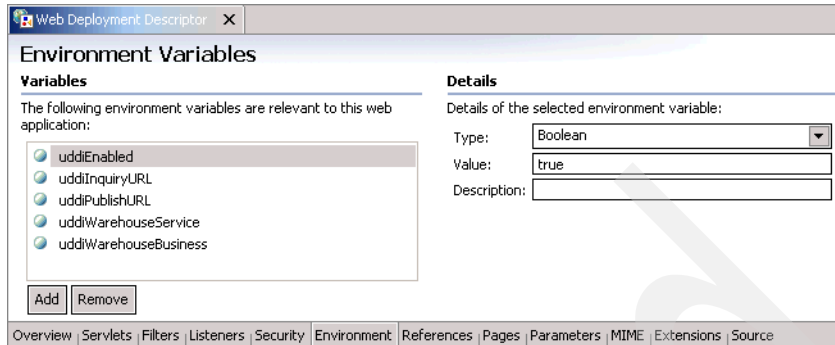 Web Deployment Descriptor X
Environment Variables
Variables
The following environment variables are relevant to this web
application:
uddiEnabled
uddiInquiryURL
uddiPublishURL
uddiWarehouseService
uddiWarehouseBusiness
Add Remove
Details
Details of the selected environment variable:
Type: Boolean
Value: true
Description:
Overview Servlets Filters Listeners Security Environment References Pages Parameters MIME Extensions Source